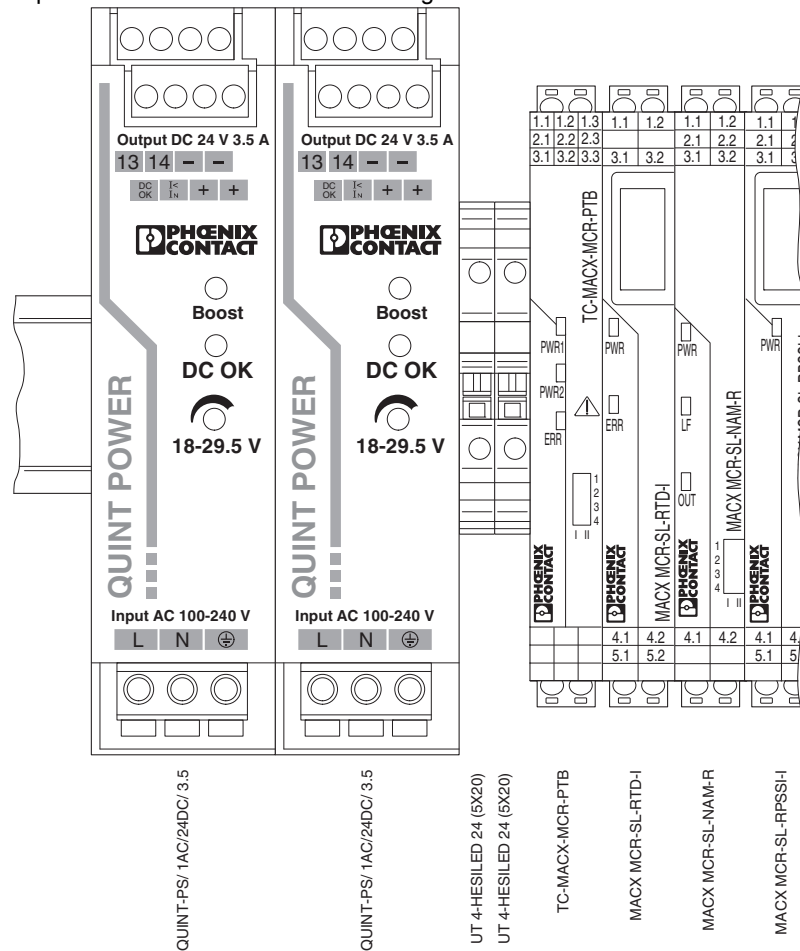 Output DC 24 V 3.5 A
13 14 – –
DC OK I< IN + +
PHŒNIX CONTACT
Boost
DC OK
18-29.5 V
QUINT POWER
Input AC 100-240 V
L N
Output DC 24 V 3.5 A
13 14 – –
DC OK I< IN + +
PHŒNIX CONTACT
Boost
DC OK
18-29.5 V
QUINT POWER
Input AC 100-240 V
L N
1.1 1.2 1.3
2.1 2.2 2.3
3.1 3.2 3.3
TC-MACX-MCR-PTB
PWR1
PWR2
ERR
1
2
3
4
I II
PHŒNIX CONTACT
1.1 1.2
3.1 3.2
PWR
ERR
MACX MCR-SL-RTD-I
PHŒNIX CONTACT
4.1 4.2
5.1 5.2
1.1 1.2
2.1 2.2
3.1 3.2
PWR
LF
OUT
MACX MCR-SL-NAM-R
1
2
3
4
I II
PHŒNIX CONTACT
4.1 4.2
1.1
2.1
3.1
PWR
PHŒNIX CONTACT
4.1
5.1
QUINT-PS/ 1AC/24DC/ 3.5
QUINT-PS/ 1AC/24DC/ 3.5
UT 4-HESILED 24 (5X20)
UT 4-HESILED 24 (5X20)
TC-MACX-MCR-PTB
MACX MCR-SL-RTD-I
MACX MCR-SL-NAM-R
MACX MCR-SL-RPSSI-I